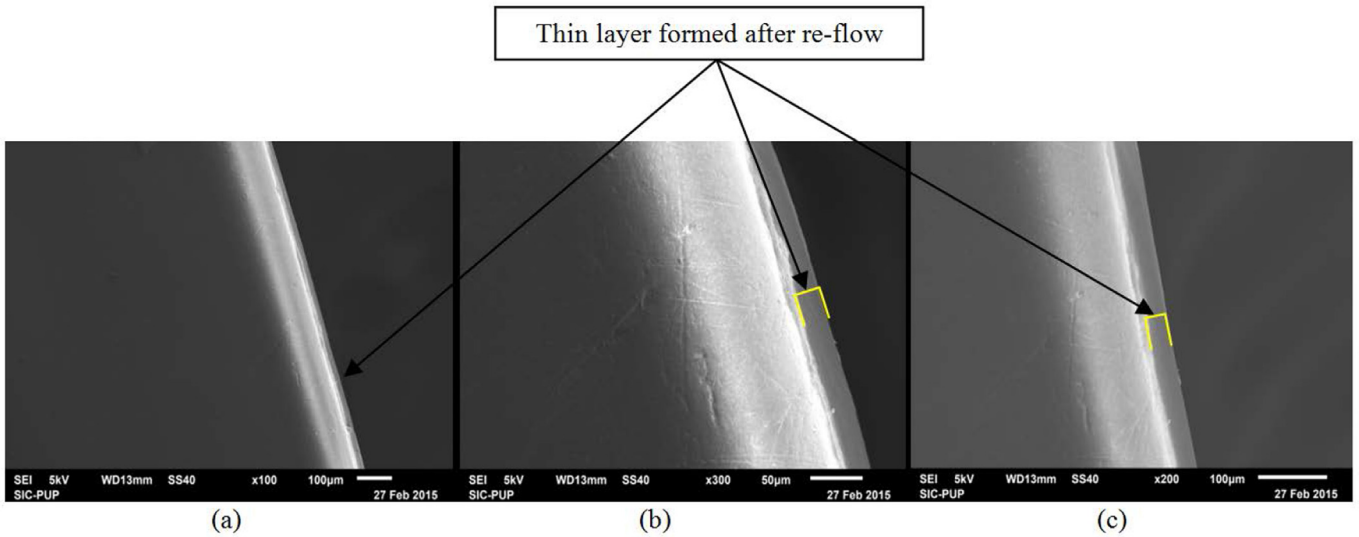 Thin layer formed after re-flow
SEI 5kV WD13mm SS40 x100 100µm
SIC-PUP 27 Feb 2015
SEI 5kV WD13mm SS40 x300 50µm
SIC-PUP 27 Feb 2015
SEI 5kV WD13mm SS40 x200 100µm
SIC-PUP 27 Feb 2015
(a) (b) (c)